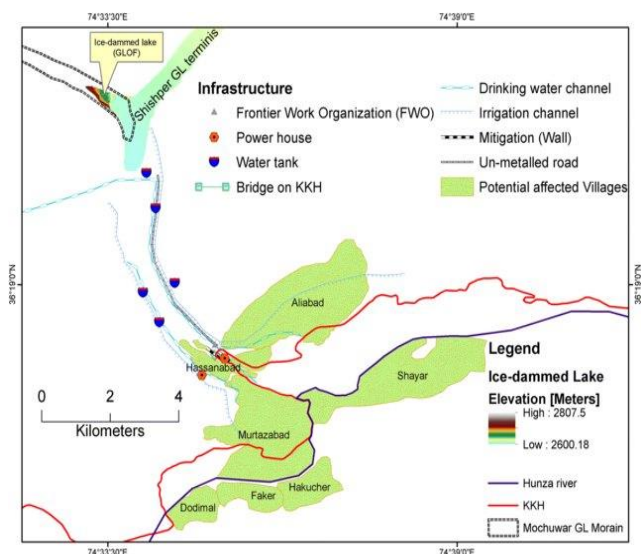 74°33'30"E
74°39'0"E
Ice-dammed lake
(GLOF)
Shishper GL terminis
Infrastructure
Frontier Work Organization (FWO)
Power house
Water tank
Bridge on KKH
Drinking water channel
Irrigation channel
Mitigation (Wall)
Un-metalled road
Potential affected Villages
36°19'0"N
36°19'0"N
Aliabad
Hassanabad
Shayar
Murtazabad
Hakucher
Faker
Dodimal
0 2 4
Kilometers
Legend
Ice-dammed Lake
Elevation [Meters]
High : 2807.5
Low : 2600.18
Hunza river
KKH
Mochuwar GL Morain
74°33'30"E
74°39'0"E